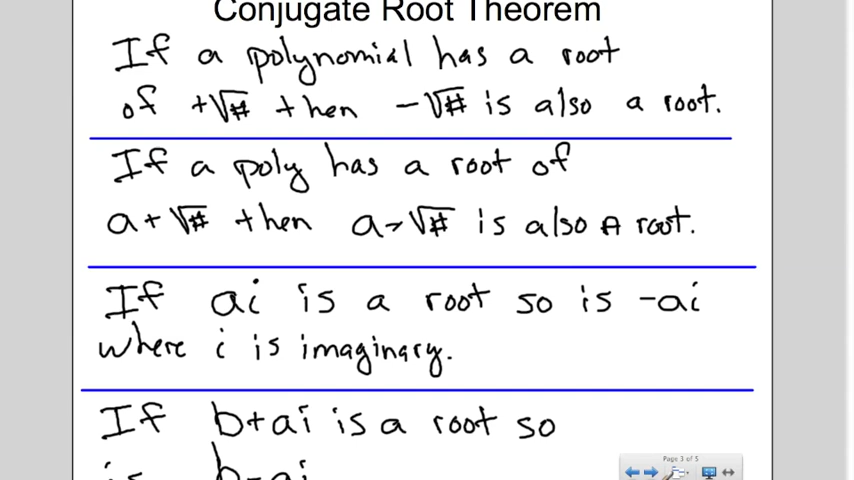 Conjugate Root Theorem
If a polynomial has a root
of +√# then -√# is also a root.
If a poly has a root of
a+√# then a-√# is also A root.
If ai is a root so is -ai
where i is imaginary.
If b+ai is a root so
is b-ai
Page 3 of 5